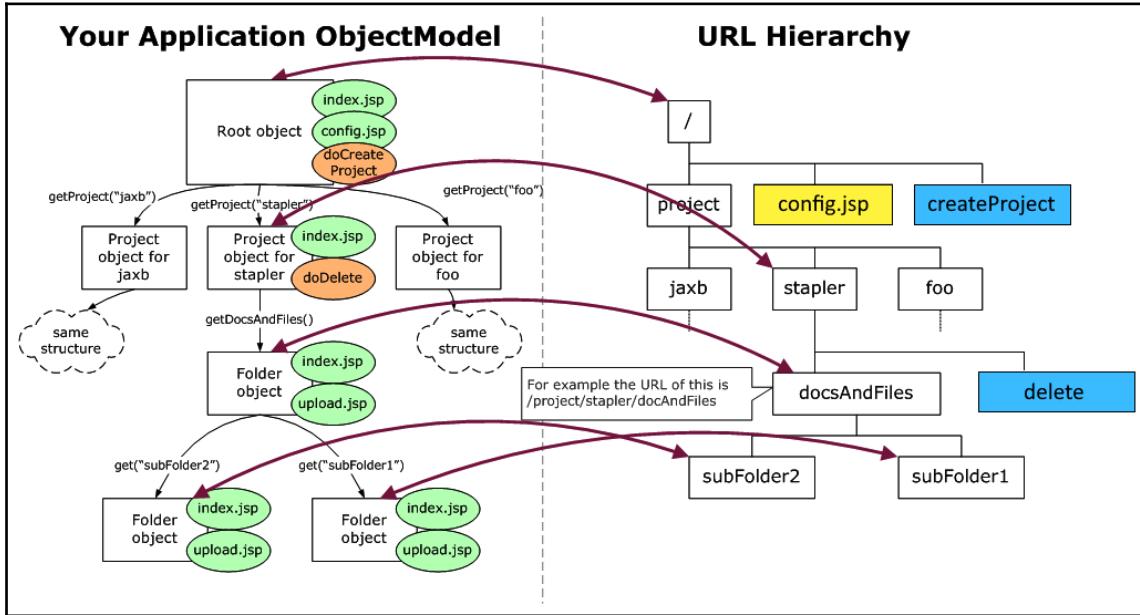 Your Application ObjectModel
URL Hierarchy
Root object
index.jsp
config.jsp
doCreate
Project
getProject("jaxb")
getProject("stapler")
getProject("foo")
Project
object for
jaxb
Project
object for
stapler
index.jsp
doDelete
Project
object for
foo
same
structure
getDocsAndFiles()
same
structure
Folder
object
index.jsp
upload.jsp
get("subFolder2")
get("subFolder1")
Folder
object
index.jsp
upload.jsp
Folder
object
index.jsp
upload.jsp
/
project
config.jsp
createProject
jaxb
stapler
foo
For example the URL of this is
/project/stapler/docAndFiles
docsAndFiles
delete
subFolder2
subFolder1